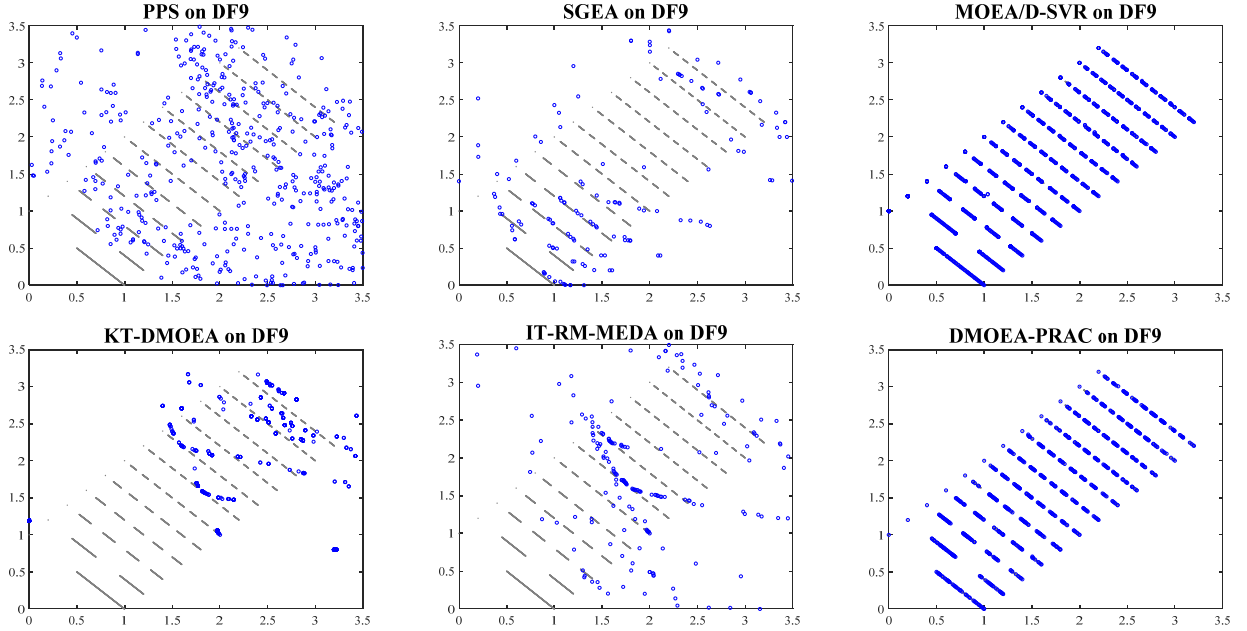 PPS on DF9
SGEA on DF9
MOEA/D-SVR on DF9
3.5 3.5 3.5
3 3 3
2.5 2.5 2.5
2 2 2
1.5 1.5 1.5
1 1 1
0.5 0.5 0.5
0 0 0
0 0.5 1 1.5 2 2.5 3 3.5
0 0.5 1 1.5 2 2.5 3 3.5
0 0.5 1 1.5 2 2.5 3 3.5
KT-DMOEA on DF9
IT-RM-MEDA on DF9
DMOEA-PRAC on DF9
3.5 3.5 3.5
3 3 3
2.5 2.5 2.5
2 2 2
1.5 1.5 1.5
1 1 1
0.5 0.5 0.5
0 0 0
0 0.5 1 1.5 2 2.5 3 3.5
0 0.5 1 1.5 2 2.5 3 3.5
0 0.5 1 1.5 2 2.5 3 3.5